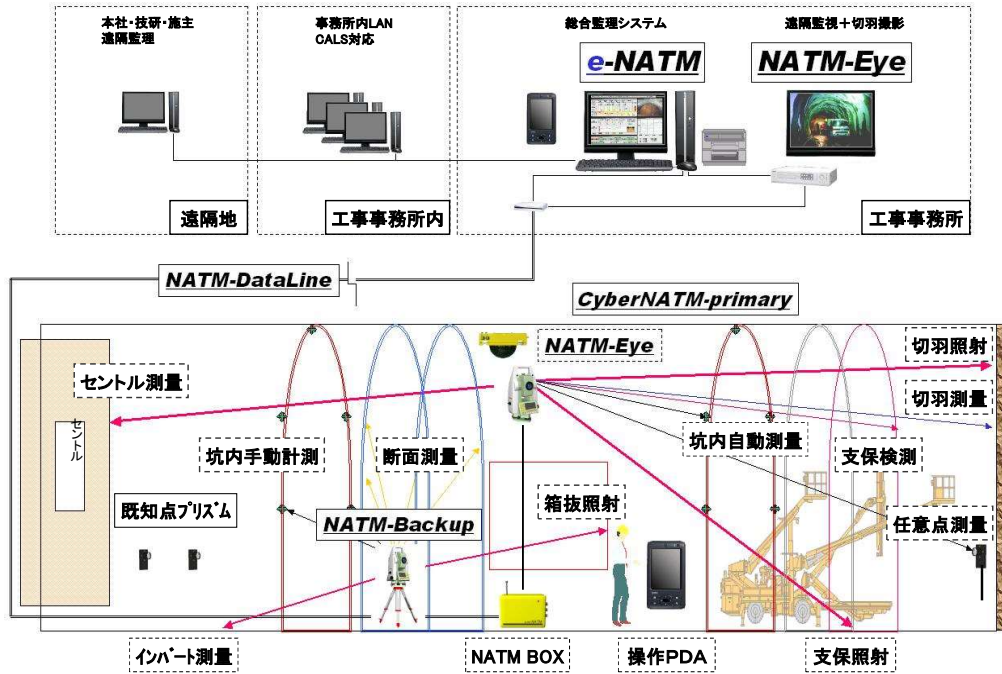 本社・技研・施主
遠隔監理
事務所内LAN
CALS対応
総合監理システム
遠隔監視+切羽撮影
e-NATM
NATM-Eye
遠隔地
工事事務所内
工事事務所
NATM-DataLine
CyberNATM-primary
NATM-Eye
切羽照射
セントル測量
切羽測量
セントル
坑内手動計測
断面測量
坑内自動測量
支保検測
既知点プリズム
NATM-Backup
箱抜照射
任意点測量
インバート測量
NATM BOX
操作PDA
支保照射